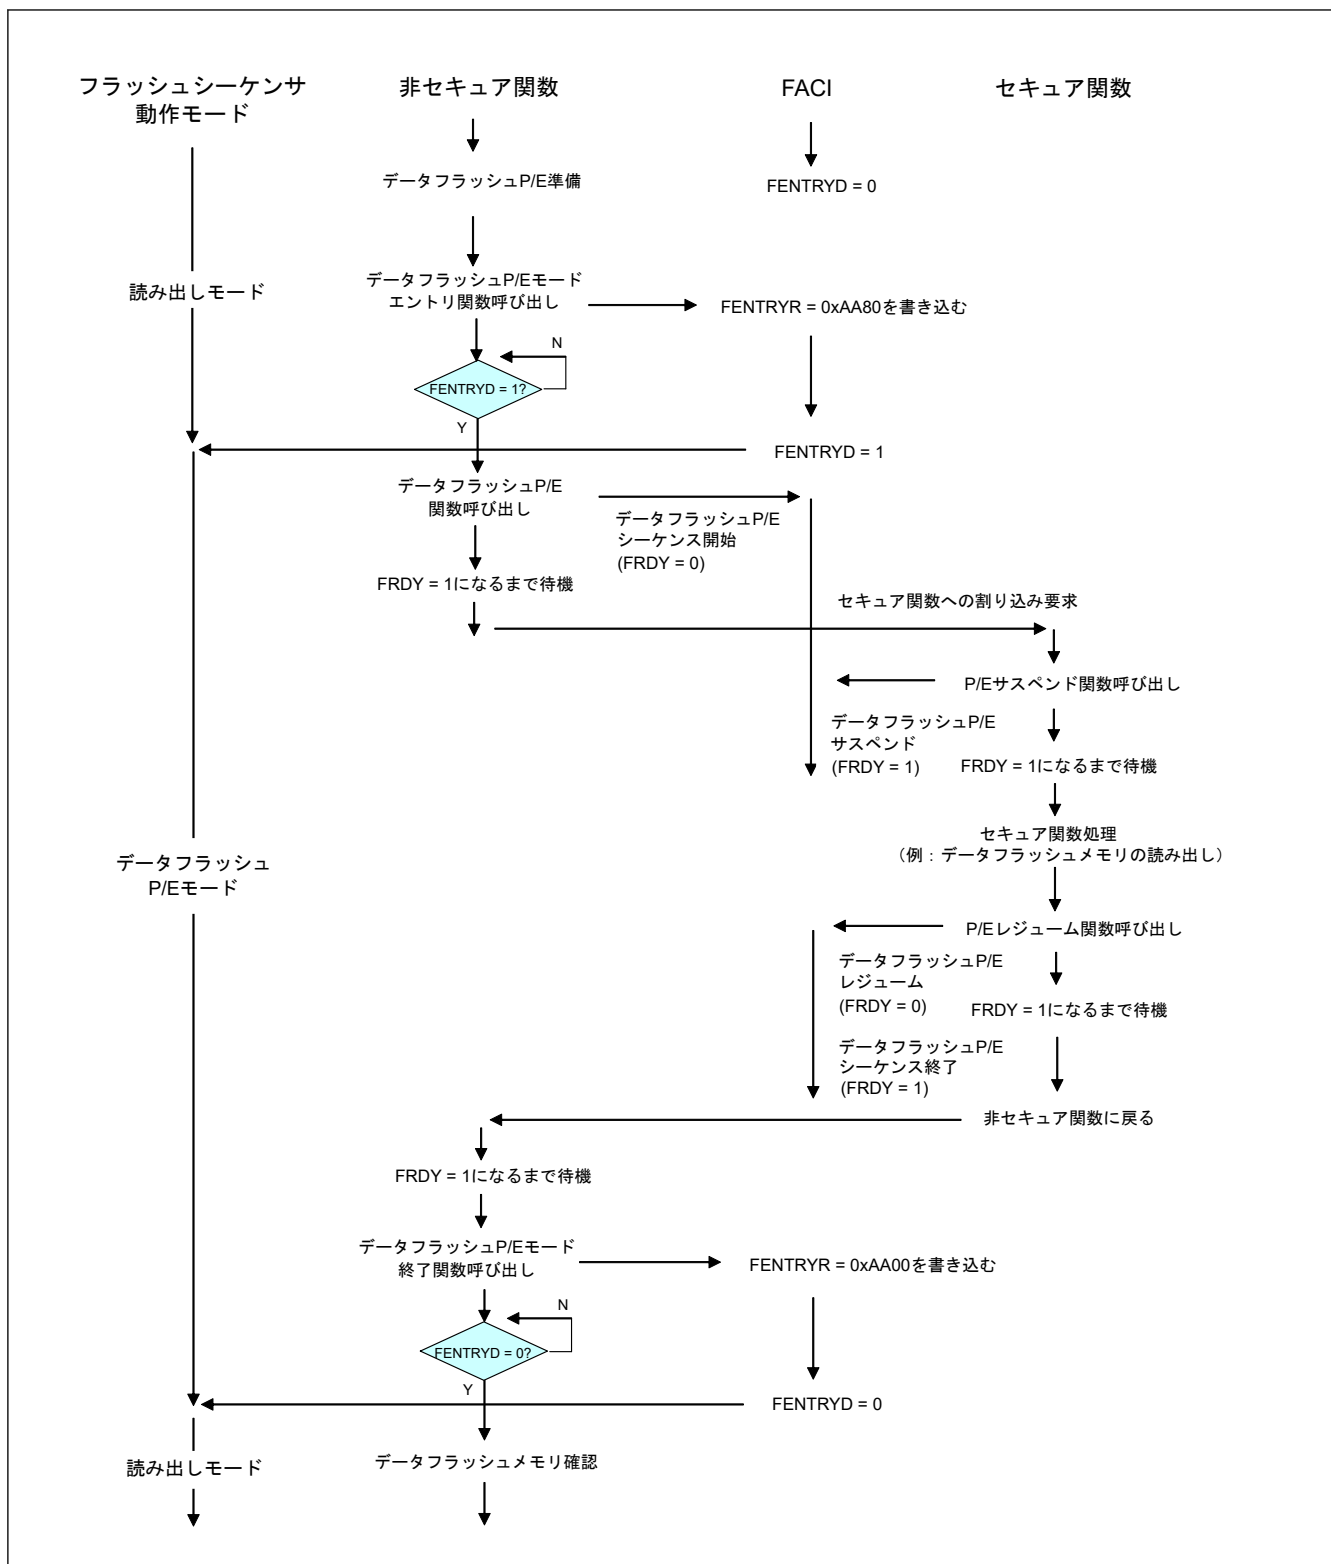 フラッシュシーケンサ
動作モード
非セキュア関数
FACI
セキュア関数
データフラッシュP/E準備
FENTRYD = 0
読み出しモード
データフラッシュP/Eモード
エントリ関数呼び出し
FENTRYR = 0xAA80を書き込む
N
FENTRYD = 1?
Y
FENTRYD = 1
データフラッシュP/E
関数呼び出し
データフラッシュP/E
シーケンス開始
(FRDY = 0)
FRDY = 1になるまで待機
セキュア関数への割り込み要求
P/Eサスペンド関数呼び出し
データフラッシュP/E
サスペンド
(FRDY = 1)
FRDY = 1になるまで待機
セキュア関数処理
（例：データフラッシュメモリの読み出し）
データフラッシュ
P/Eモード
P/Eレジューム関数呼び出し
データフラッシュP/E
レジューム
(FRDY = 0)
FRDY = 1になるまで待機
データフラッシュP/E
シーケンス終了
(FRDY = 1)
非セキュア関数に戻る
FRDY = 1になるまで待機
データフラッシュP/Eモード
終了関数呼び出し
FENTRYR = 0xAA00を書き込む
N
FENTRYD = 0?
Y
FENTRYD = 0
読み出しモード
データフラッシュメモリ確認